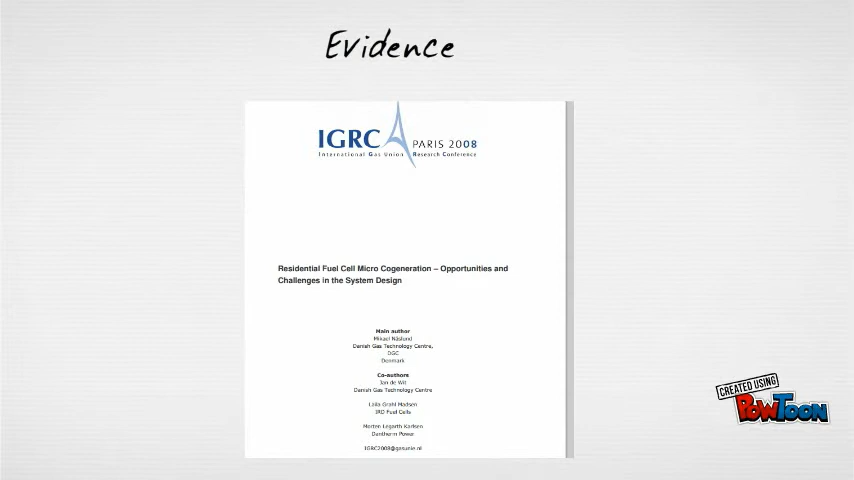 Evidence
IGRC PARIS 2008
International Gas Union Research Conference
Residential Fuel Cell Micro Cogeneration – Opportunities and
Challenges in the System Design
Main author
Mikael Näslund
Danish Gas Technology Centre,
DGC
Denmark
Co-authors
Jan de Wit
Danish Gas Technology Centre
Laila Grahl Madsen
IRD Fuel Cells
Morten Legarth Karlsen
Dantherm Power
IGRC2008@gasunie.nl
CREATED USING
POWTOON